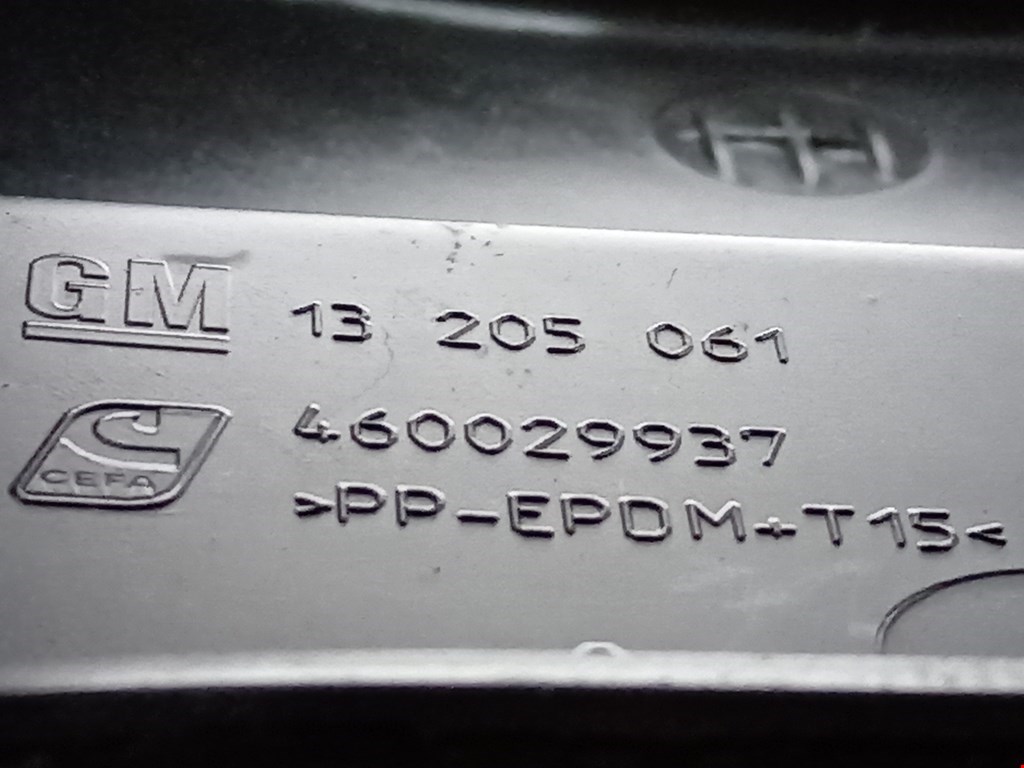 GM 13 205 061
460029937
CEFA
>PP-EPDM+T15<